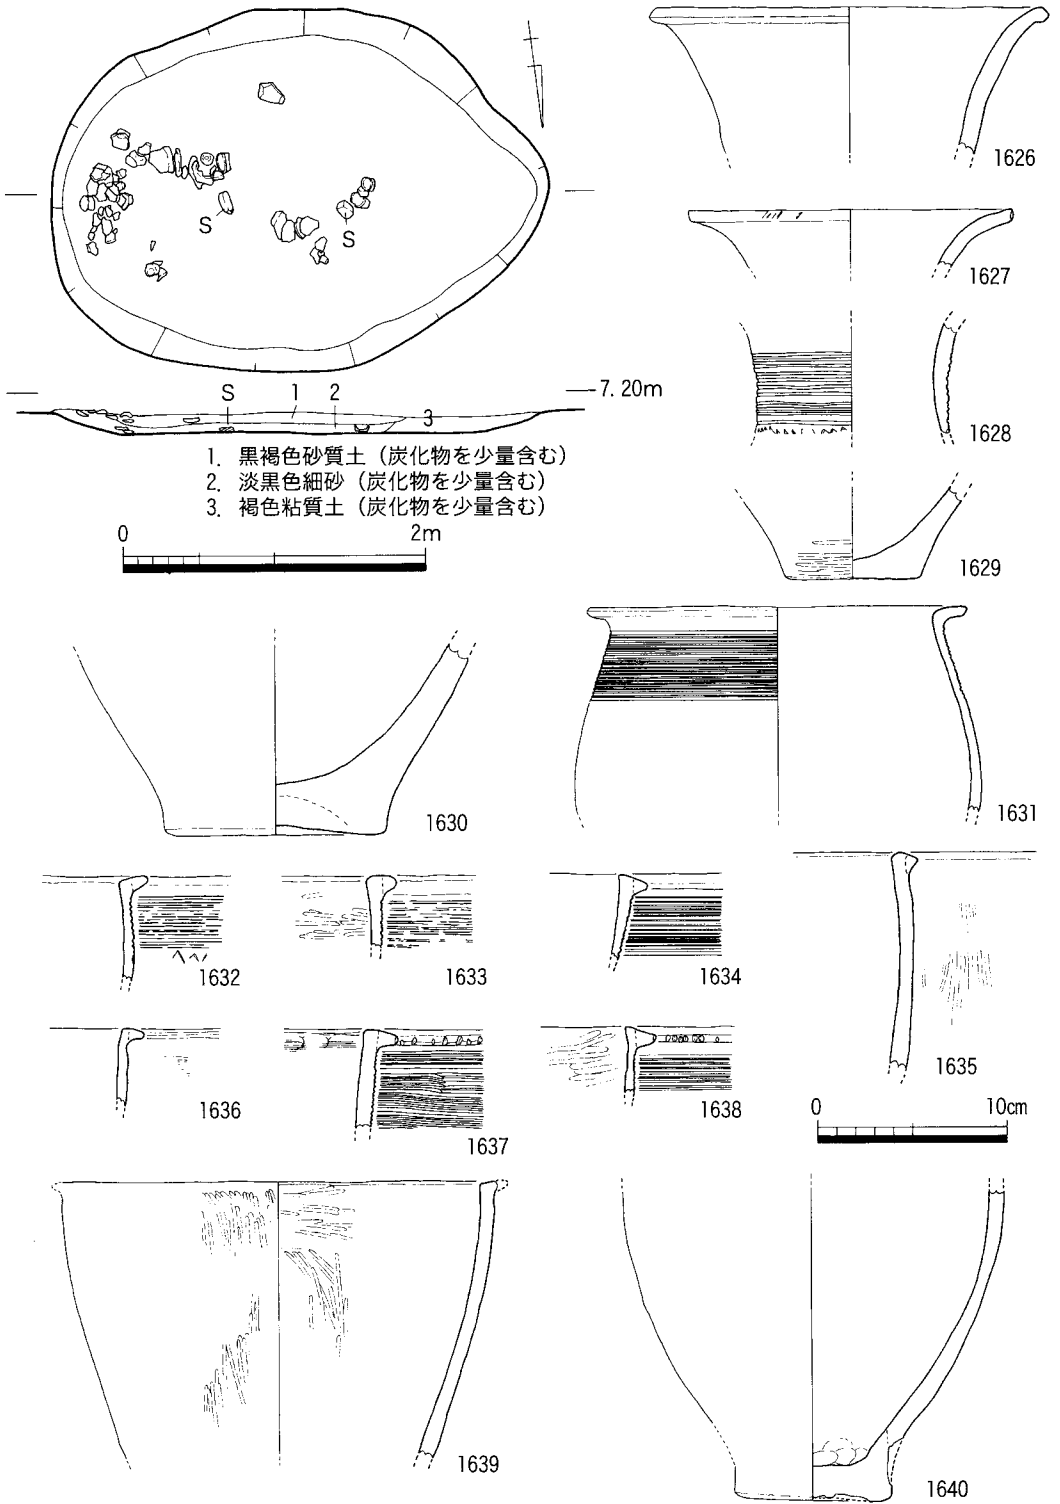 S
S
1626
1627
1628
1629
S 1 2 3
7.20m
1. 黒褐色砂質土（炭化物を少量含む）
2. 淡黒色細砂（炭化物を少量含む）
3. 褐色粘質土（炭化物を少量含む）
0 2m
1630
1631
1632
1633
1634
1635
1636
1637
1638
0 10cm
1639
1640